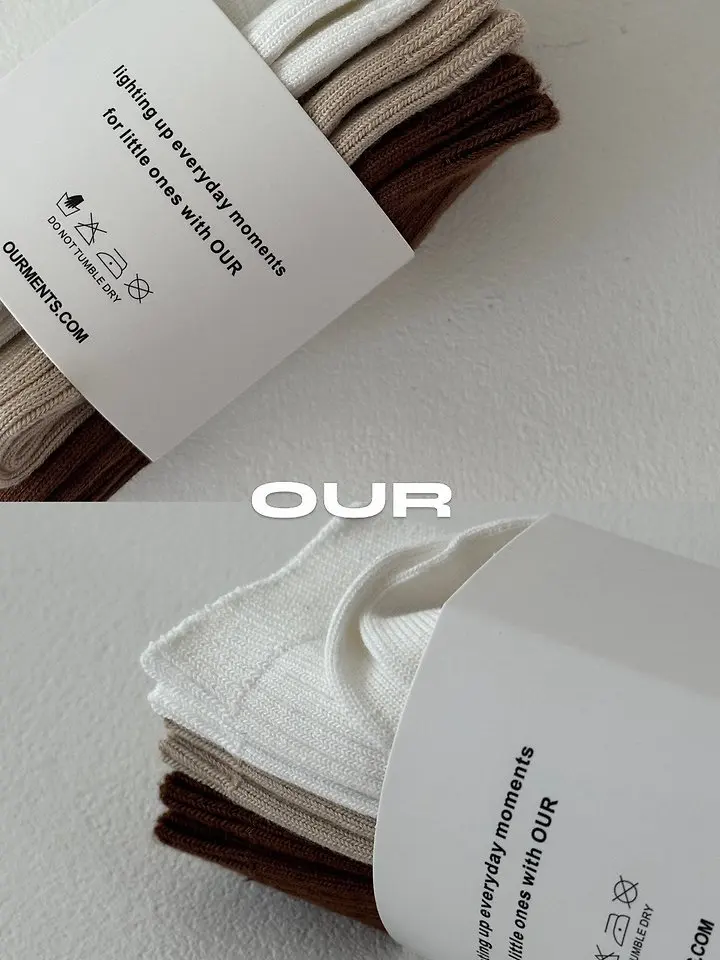 lighting up everyday moments
for little ones with OUR
DO NOT TUMBLE DRY
OURMENTS.COM
OUR
ting up everyday moments
little ones with OUR
UMBLE DRY
.COM